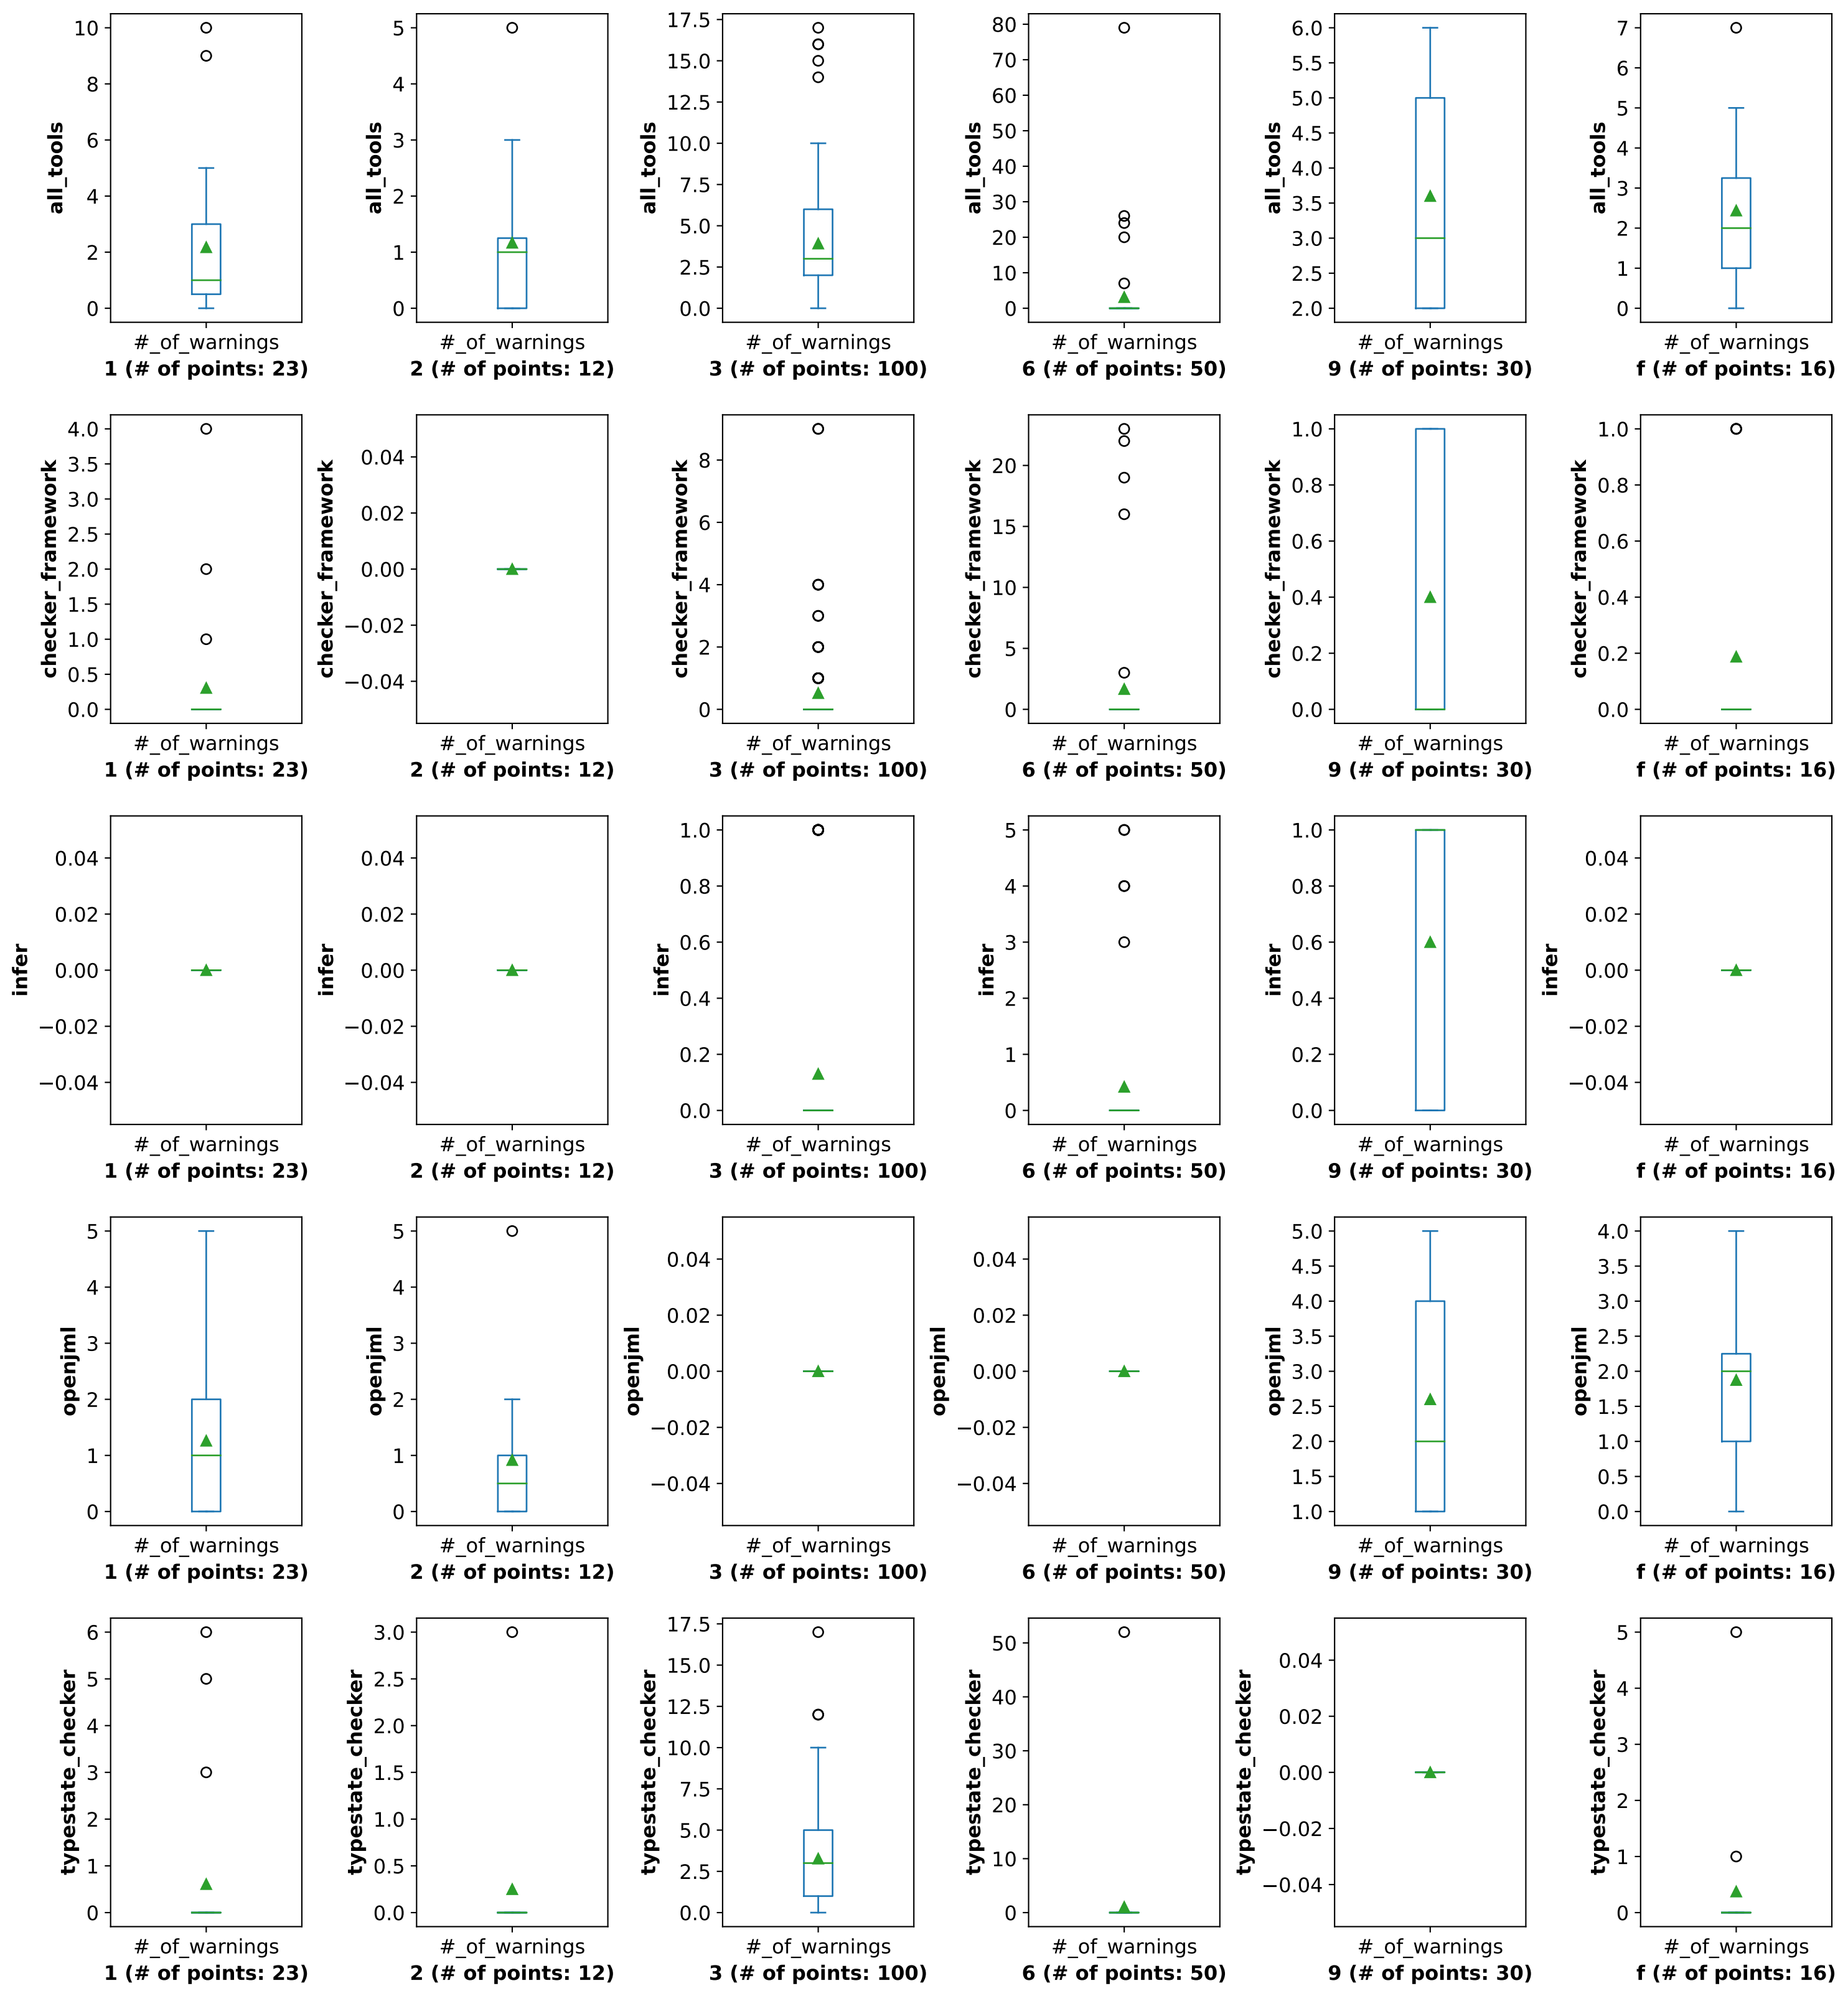 all_tools
10
8
6
4
2
0
#_of_warnings
1 (# of points: 23)
all_tools
5
4
3
2
1
0
#_of_warnings
2 (# of points: 12)
all_tools
17.5
15.0
12.5
10.0
7.5
5.0
2.5
0.0
#_of_warnings
3 (# of points: 100)
all_tools
80
70
60
50
40
30
20
10
0
#_of_warnings
6 (# of points: 50)
all_tools
6.0
5.5
5.0
4.5
4.0
3.5
3.0
2.5
2.0
#_of_warnings
9 (# of points: 30)
all_tools
7
6
5
4
3
2
1
0
#_of_warnings
f (# of points: 16)
checker_framework
4.0
3.5
3.0
2.5
2.0
1.5
1.0
0.5
0.0
#_of_warnings
1 (# of points: 23)
checker_framework
0.04
0.02
0.00
−0.02
−0.04
#_of_warnings
2 (# of points: 12)
checker_framework
8
6
4
2
0
#_of_warnings
3 (# of points: 100)
checker_framework
20
15
10
5
0
#_of_warnings
6 (# of points: 50)
checker_framework
1.0
0.8
0.6
0.4
0.2
0.0
#_of_warnings
9 (# of points: 30)
checker_framework
1.0
0.8
0.6
0.4
0.2
0.0
#_of_warnings
f (# of points: 16)
infer
0.04
0.02
0.00
−0.02
−0.04
#_of_warnings
1 (# of points: 23)
infer
0.04
0.02
0.00
−0.02
−0.04
#_of_warnings
2 (# of points: 12)
infer
1.0
0.8
0.6
0.4
0.2
0.0
#_of_warnings
3 (# of points: 100)
infer
5
4
3
2
1
0
#_of_warnings
6 (# of points: 50)
infer
1.0
0.8
0.6
0.4
0.2
0.0
#_of_warnings
9 (# of points: 30)
infer
0.04
0.02
0.00
−0.02
−0.04
#_of_warnings
f (# of points: 16)
openjml
5
4
3
2
1
0
#_of_warnings
1 (# of points: 23)
openjml
5
4
3
2
1
0
#_of_warnings
2 (# of points: 12)
openjml
0.04
0.02
0.00
−0.02
−0.04
#_of_warnings
3 (# of points: 100)
openjml
0.04
0.02
0.00
−0.02
−0.04
#_of_warnings
6 (# of points: 50)
openjml
5.0
4.5
4.0
3.5
3.0
2.5
2.0
1.5
1.0
#_of_warnings
9 (# of points: 30)
openjml
4.0
3.5
3.0
2.5
2.0
1.5
1.0
0.5
0.0
#_of_warnings
f (# of points: 16)
typestate_checker
6
5
4
3
2
1
0
#_of_warnings
1 (# of points: 23)
typestate_checker
3.0
2.5
2.0
1.5
1.0
0.5
0.0
#_of_warnings
2 (# of points: 12)
typestate_checker
17.5
15.0
12.5
10.0
7.5
5.0
2.5
0.0
#_of_warnings
3 (# of points: 100)
typestate_checker
50
40
30
20
10
0
#_of_warnings
6 (# of points: 50)
typestate_checker
0.04
0.02
0.00
−0.02
−0.04
#_of_warnings
9 (# of points: 30)
typestate_checker
5
4
3
2
1
0
#_of_warnings
f (# of points: 16)